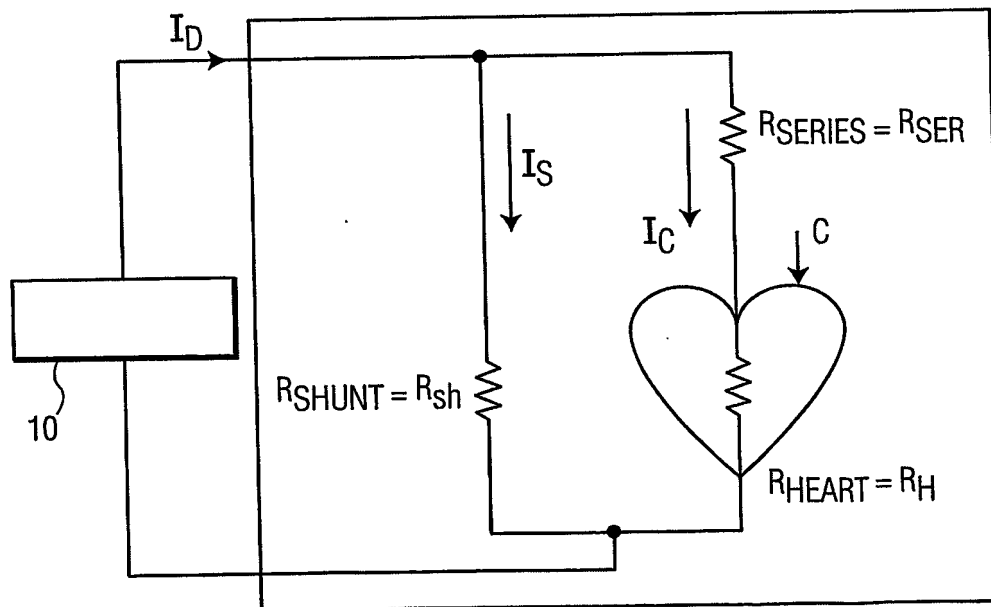 I_D
R_SERIES = R_SER
I_S
I_C
C
R_SHUNT = R_sh
10
R_HEART = R_H